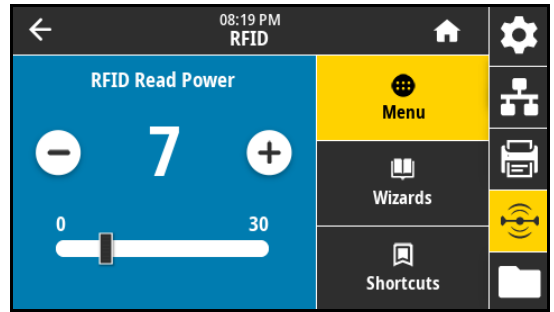 08:19 PM
RFID
RFID Read Power
7
0 30
Menu
Wizards
Shortcuts